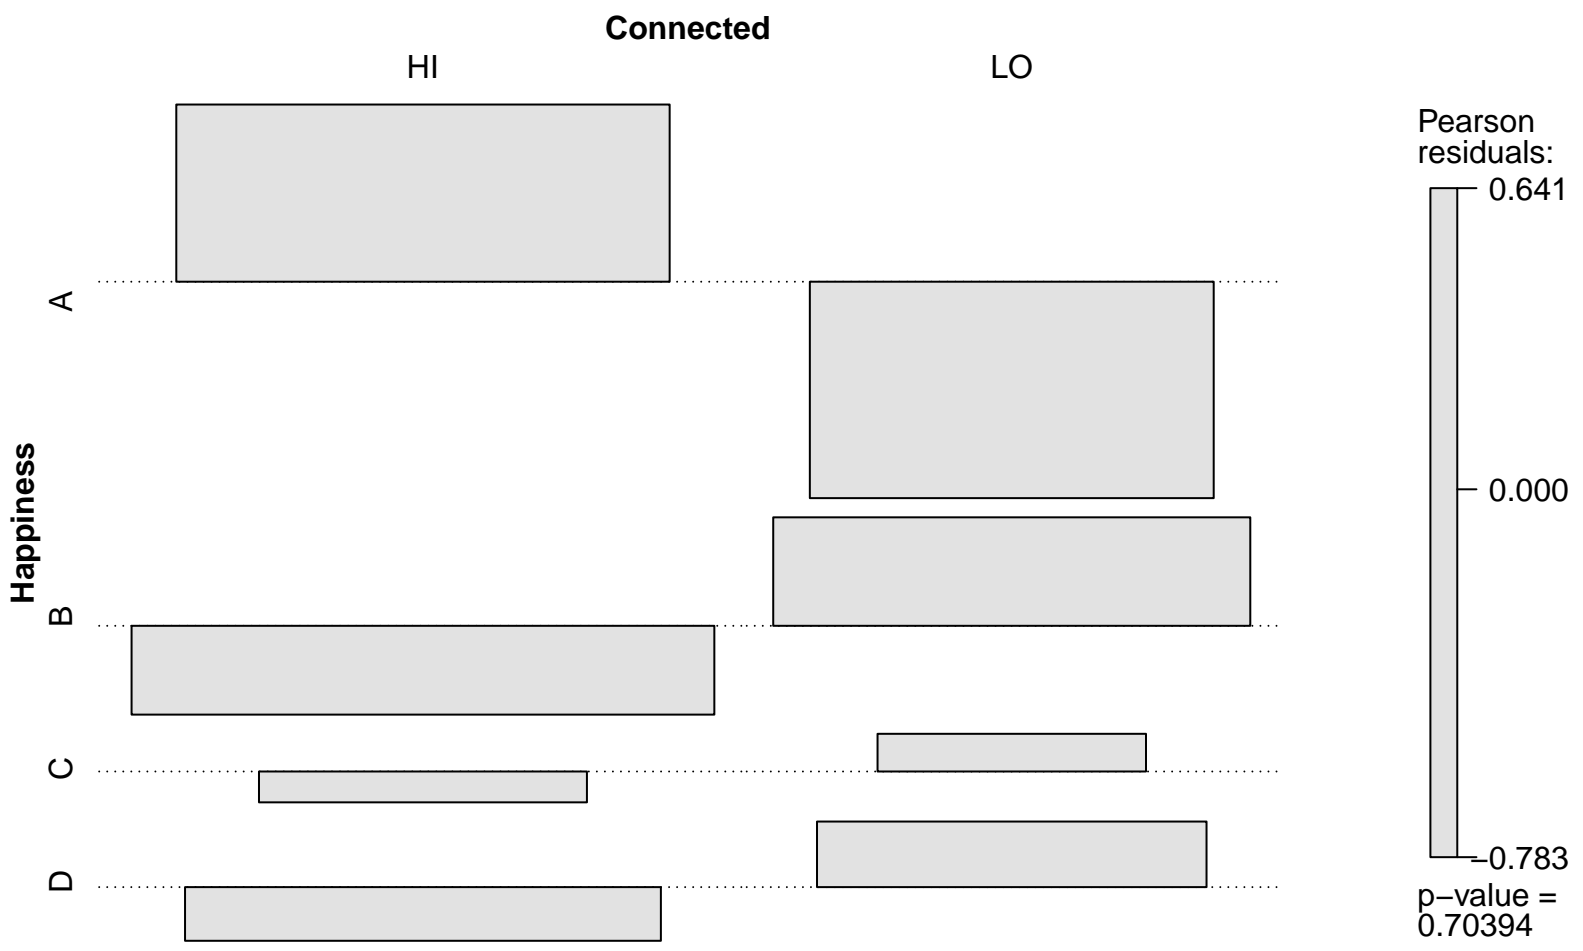 Connected
HI
LO
Pearson
residuals:
0.641
A
0.000
Happiness
B
C
−0.783
D
p−value =
0.70394